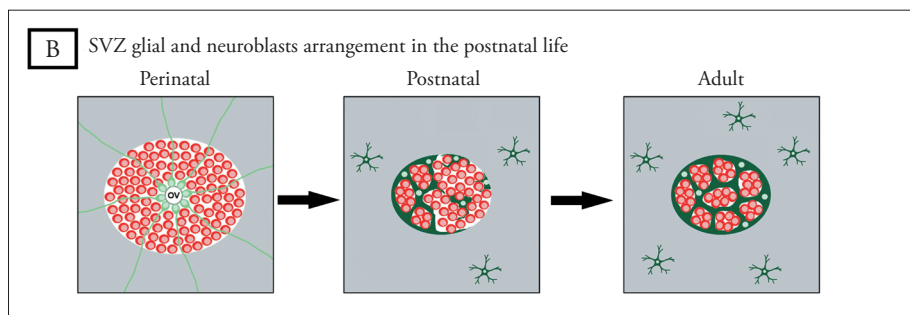 B SVZ glial and neuroblasts arrangement in the postnatal life
Perinatal Postnatal Adult
OV